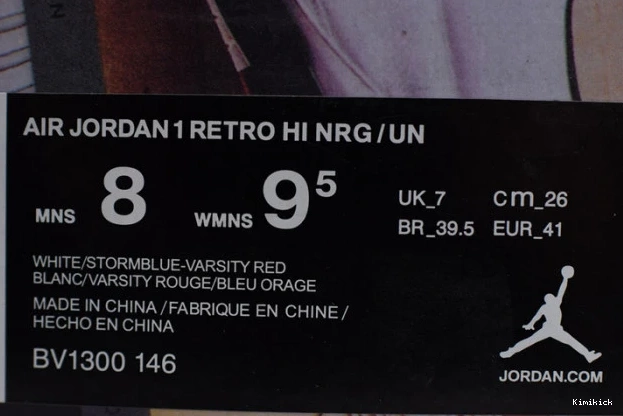 AIR JORDAN 1 RETRO HI NRG / UN
MNS 8 WMNS 9⁵
UK_7 cm_26
BR_39.5 EUR_41
WHITE/STORMBLUE-VARSITY RED
BLANC/VARSITY ROUGE/BLEU ORAGE
MADE IN CHINA / FABRIQUE EN CHINE /
HECHO EN CHINA
BV1300 146
JORDAN.COM
Kimikick